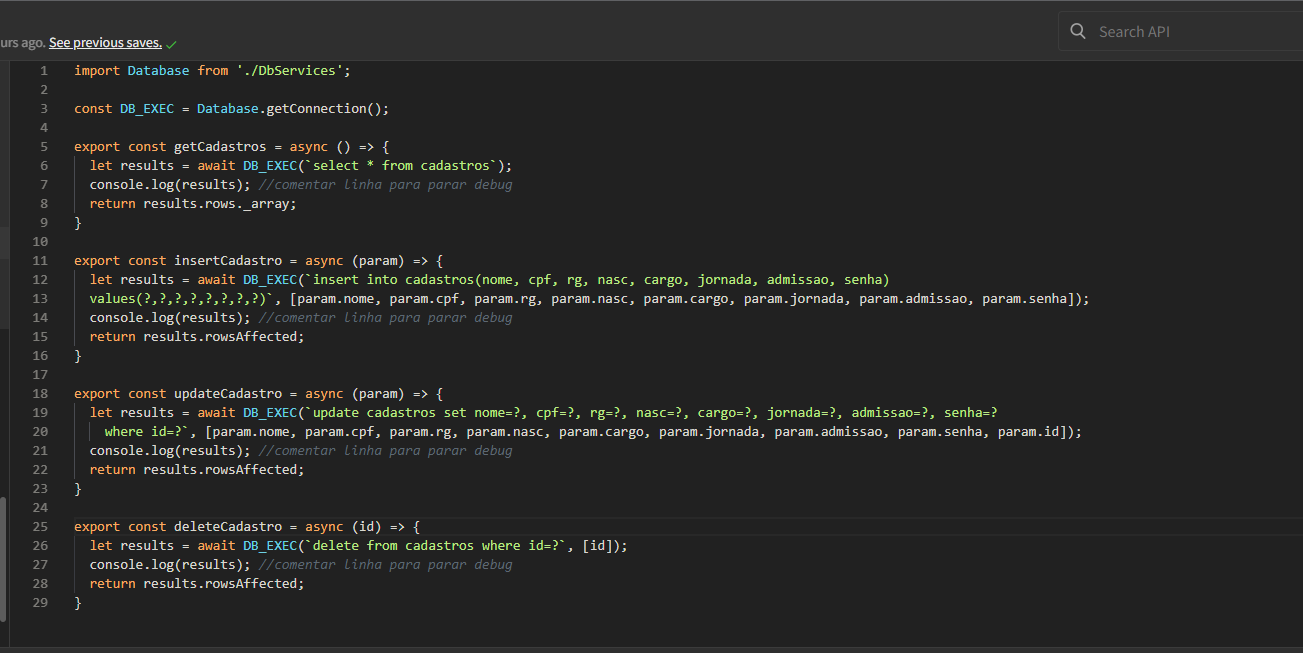 urs ago. See previous saves.
Search API
1 import Database from './DbServices';
2
3 const DB_EXEC = Database.getConnection();
4
5 export const getCadastros = async () => {
6 let results = await DB_EXEC(`select * from cadastros`);
7 console.log(results); //comentar linha para parar debug
8 return results.rows._array;
9 }
10
11 export const insertCadastro = async (param) => {
12 let results = await DB_EXEC(`insert into cadastros(nome, cpf, rg, nasc, cargo, jornada, admissao, senha)
13 values(?,?,?,?,?,?,?,?)`, [param.nome, param.cpf, param.rg, param.nasc, param.cargo, param.jornada, param.admissao, param.senha]);
14 console.log(results); //comentar linha para parar debug
15 return results.rowsAffected;
16 }
17
18 export const updateCadastro = async (param) => {
19 let results = await DB_EXEC(`update cadastros set nome=?, cpf=?, rg=?, nasc=?, cargo=?, jornada=?, admissao=?, senha=?
20 where id=?`, [param.nome, param.cpf, param.rg, param.nasc, param.cargo, param.jornada, param.admissao, param.senha, param.id]);
21 console.log(results); //comentar linha para parar debug
22 return results.rowsAffected;
23 }
24
25 export const deleteCadastro = async (id) => {
26 let results = await DB_EXEC(`delete from cadastros where id=?`, [id]);
27 console.log(results); //comentar linha para parar debug
28 return results.rowsAffected;
29 }